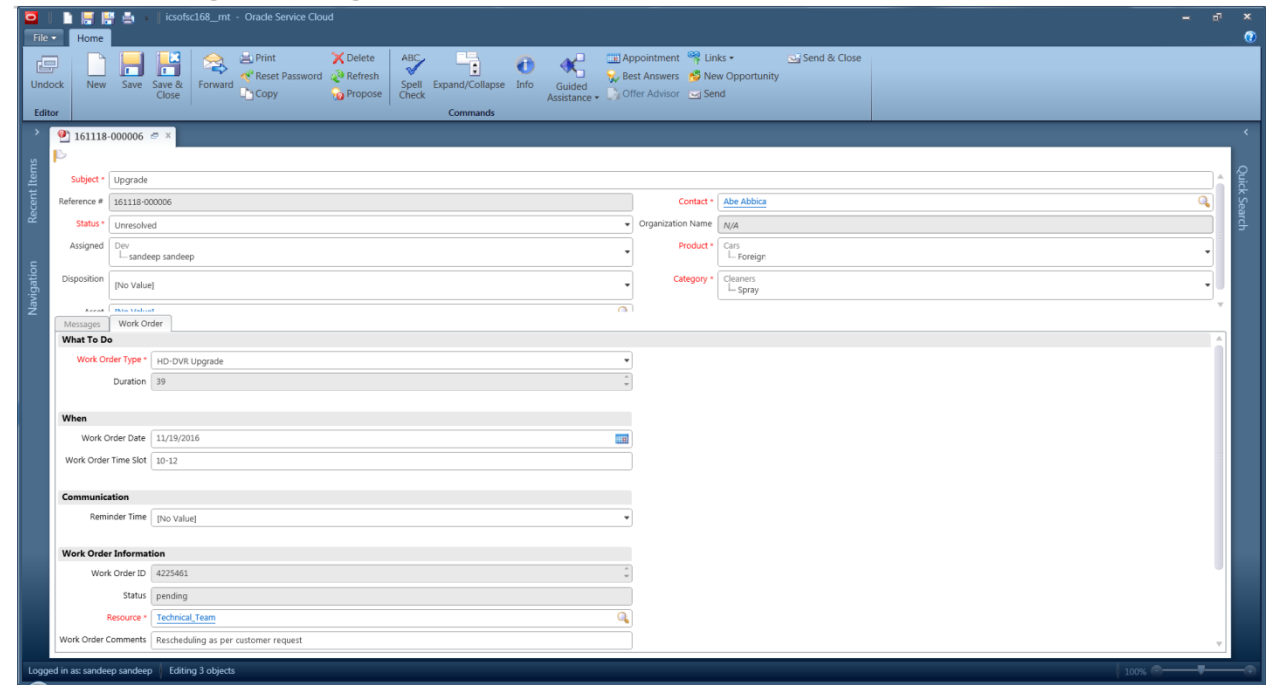 icsofsc168__rnt · Oracle Service Cloud
File Home
Undock New Save Save & Close Forward Print Reset Password Copy Delete Refresh Propose ABC Spell Check Expand/Collapse Info Guided Assistance Appointment Best Answers Offer Advisor Links New Opportunity Send Send & Close
Editor Commands
161118-000006
Recent Items
Navigation
Quick Search
Subject * Upgrade
Reference # 161118-000006 Contact * Abe Abbica
Status * Unresolved Organization Name N/A
Assigned Dev Product * Cars
sandeep sandeep Foreign
Disposition [No Value] Category * Cleaners
Spray
Asset [No Value]
Messages Work Order
What To Do
Work Order Type * HD-DVR Upgrade
Duration 39
When
Work Order Date 11/19/2016
Work Order Time Slot 10-12
Communication
Reminder Time [No Value]
Work Order Information
Work Order ID 4225461
Status pending
Resource * Technical_Team
Work Order Comments Rescheduling as per customer request
Logged in as: sandeep sandeep Editing 3 objects 100%